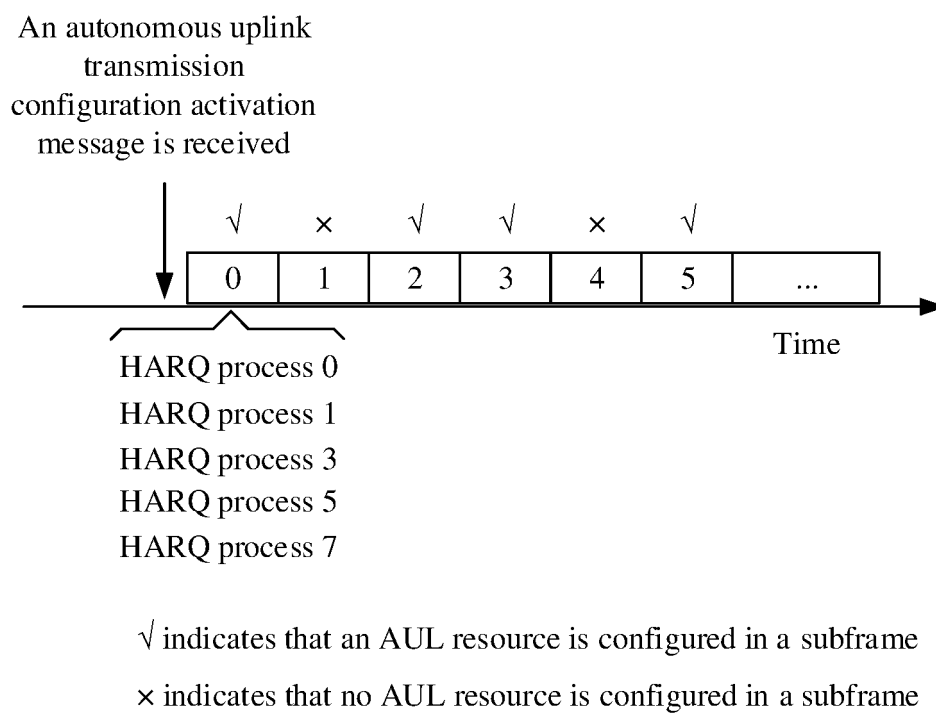 An autonomous uplink
transmission
configuration activation
message is received
√ × √ √ × √
0 1 2 3 4 5 ...
Time
HARQ process 0
HARQ process 1
HARQ process 3
HARQ process 5
HARQ process 7
√ indicates that an AUL resource is configured in a subframe
× indicates that no AUL resource is configured in a subframe